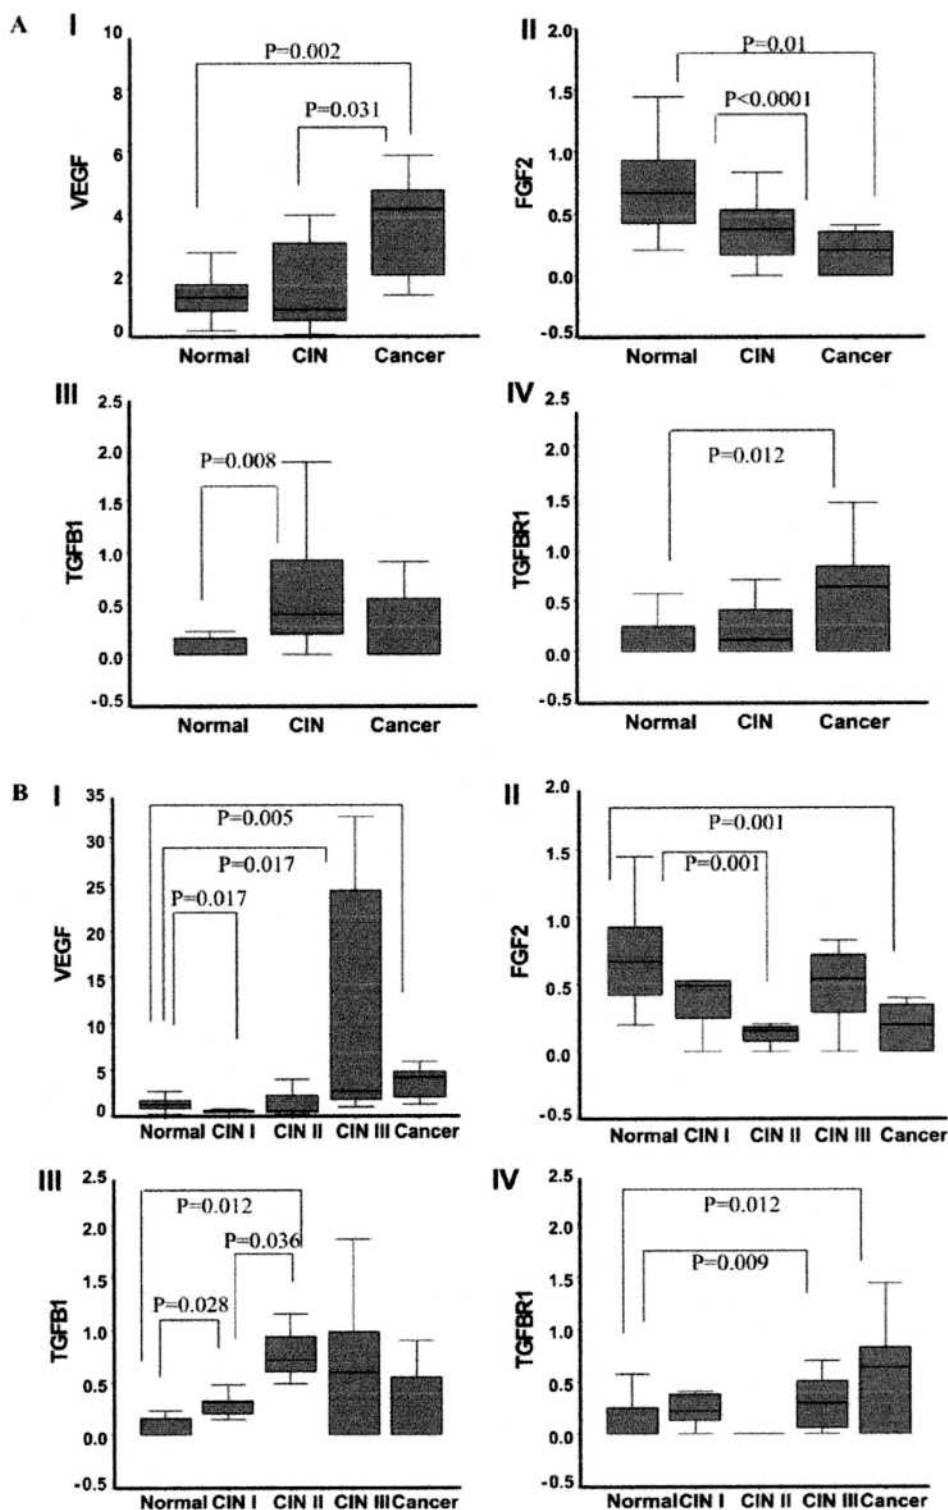 A
I
10
8
6
4
2
0
VEGF
P=0.002
P=0.031
Normal CIN Cancer
II
2.0
1.5
1.0
0.5
0.0
-0.5
FGF2
P=0.01
P<0.0001
Normal CIN Cancer
III
2.5
2.0
1.5
1.0
0.5
0.0
-0.5
TGFB1
P=0.008
Normal CIN Cancer
IV
2.5
2.0
1.5
1.0
0.5
0.0
-0.5
TGFBR1
P=0.012
Normal CIN Cancer
B
I
35
30
25
20
15
10
5
0
VEGF
P=0.005
P=0.017
P=0.017
Normal CIN I CIN II CIN III Cancer
II
2.0
1.5
1.0
0.5
0.0
-0.5
FGF2
P=0.001
P=0.001
Normal CIN I CIN II CIN III Cancer
III
2.5
2.0
1.5
1.0
0.5
0.0
-0.5
TGFB1
P=0.012
P=0.036
P=0.028
Normal CIN I CIN II CIN III Cancer
IV
2.5
2.0
1.5
1.0
0.5
0.0
-0.5
TGFBR1
P=0.012
P=0.009
Normal CIN I CIN II CIN III Cancer